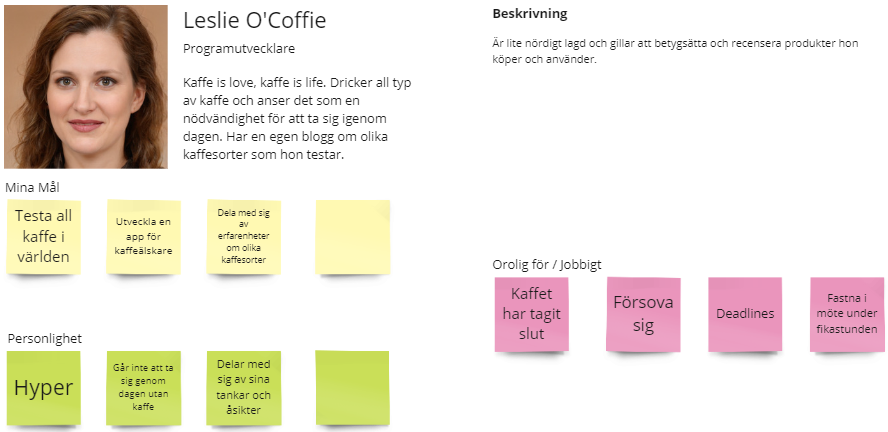 Leslie O'Coffie
Programutvecklare
Kaffe is love, kaffe is life. Dricker all typ
av kaffe och anser det som en
nödvändighet för att ta sig igenom
dagen. Har en egen blogg om olika
kaffesorter som hon testar.
Beskrivning
Är lite nördigt lagd och gillar att betygsätta och recensera produkter hon
köper och använder.
Mina Mål
Testa all
kaffe i
världen
Utveckla en
app för
kaffeälskare
Dela med sig
av
erfarenheter
om olika
kaffesorter
Orolig för / Jobbigt
Kaffet
har tagit
slut
Försova
sig
Deadlines
Fastna i
möte under
fikastunden
Personlighet
Hyper
Går inte att ta
sig genom
dagen utan
kaffe
Delar med
sig av sina
tankar och
åsikter